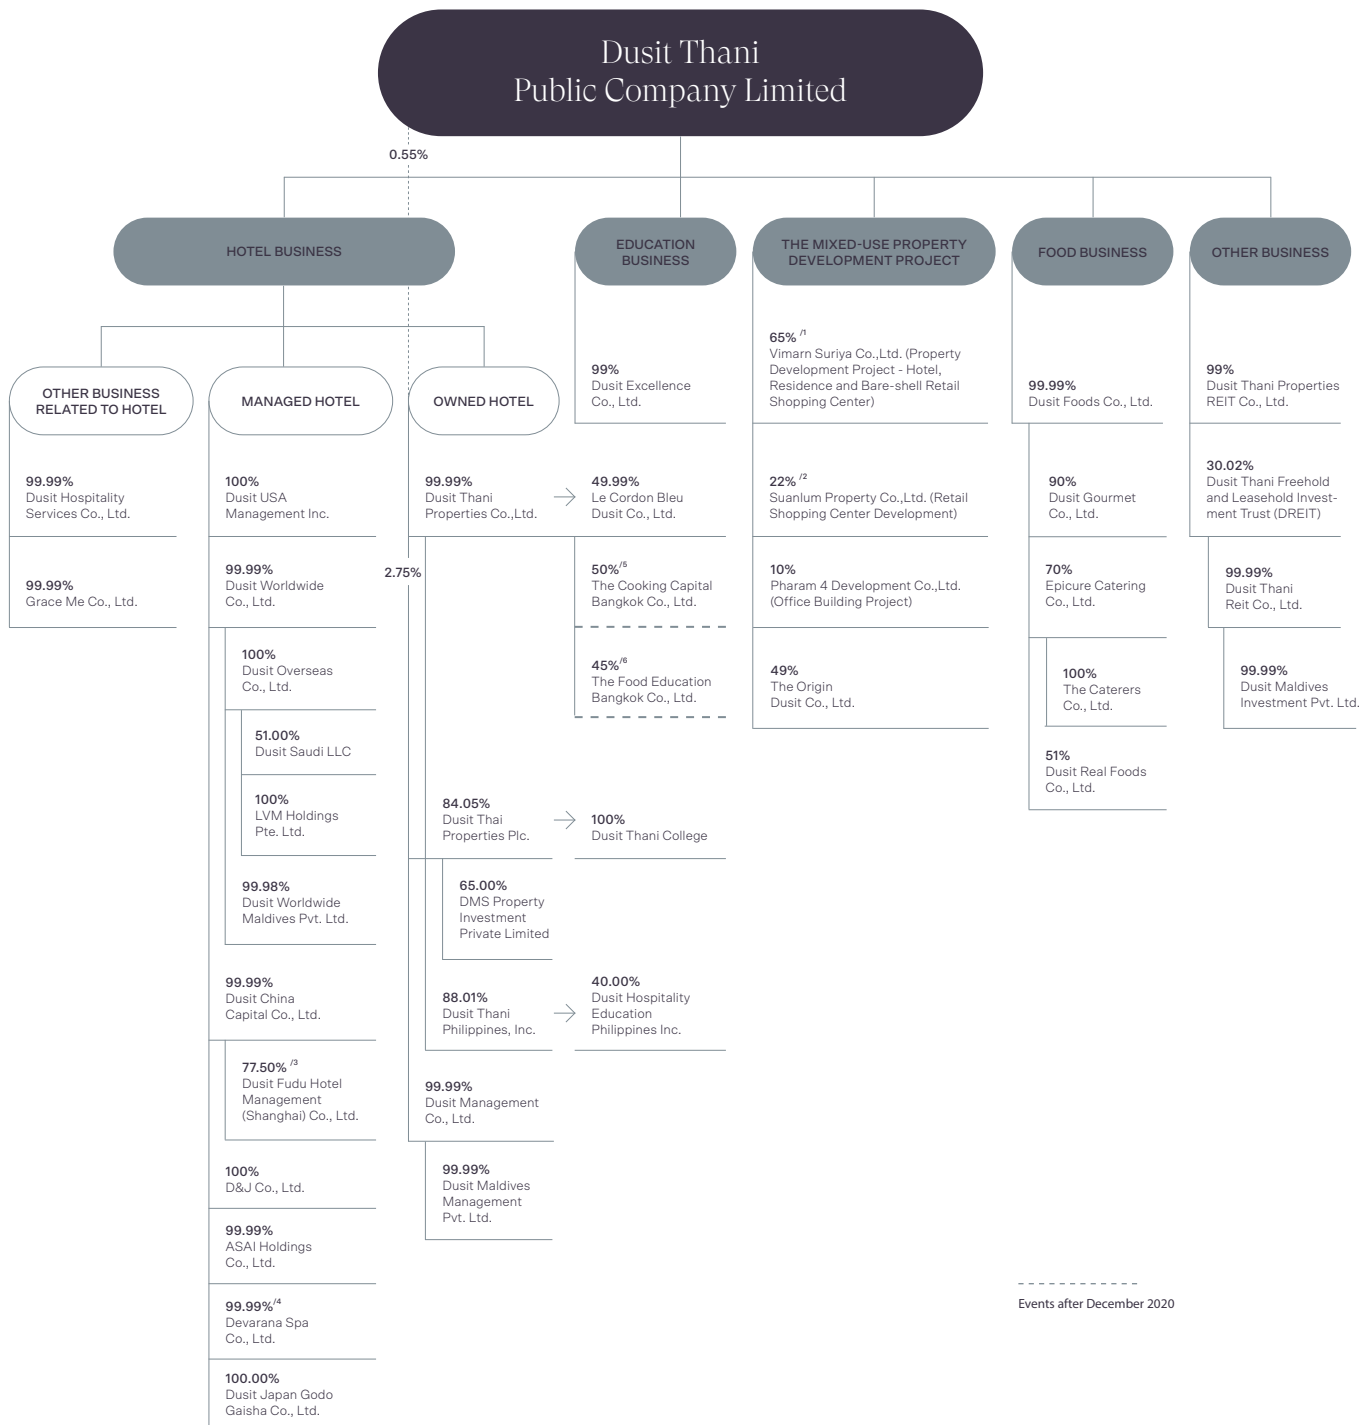 Dusit Thani
Public Company Limited
0.55%
HOTEL BUSINESS
EDUCATION
BUSINESS
THE MIXED-USE PROPERTY
DEVELOPMENT PROJECT
FOOD BUSINESS
OTHER BUSINESS
OTHER BUSINESS
RELATED TO HOTEL
99.99%
Dusit Hospitality
Services Co., Ltd.
99.99%
Grace Me Co., Ltd.
MANAGED HOTEL
100%
Dusit USA
Management Inc.
99.99%
Dusit Worldwide
Co., Ltd.
100%
Dusit Overseas
Co., Ltd.
51.00%
Dusit Saudi LLC
100%
LVM Holdings
Pte. Ltd.
99.98%
Dusit Worldwide
Maldives Pvt. Ltd.
99.99%
Dusit China
Capital Co., Ltd.
77.50% /3
Dusit Fudu Hotel
Management
(Shanghai) Co., Ltd.
100%
D&J Co., Ltd.
99.99%
ASAI Holdings
Co., Ltd.
99.99%/4
Devarana Spa
Co., Ltd.
100.00%
Dusit Japan Godo
Gaisha Co., Ltd.
OWNED HOTEL
99.99%
Dusit Thani
Properties Co.,Ltd.
2.75%
84.05%
Dusit Thai
Properties Plc.
65.00%
DMS Property
Investment
Private Limited
88.01%
Dusit Thani
Philippines, Inc.
99.99%
Dusit Management
Co., Ltd.
99.99%
Dusit Maldives
Management
Pvt. Ltd.
99%
Dusit Excellence
Co., Ltd.
49.99%
Le Cordon Bleu
Dusit Co., Ltd.
50%/5
The Cooking Capital
Bangkok Co., Ltd.
45%/6
The Food Education
Bangkok Co., Ltd.
100%
Dusit Thani College
40.00%
Dusit Hospitality
Education
Philippines Inc.
65% /1
Vimarn Suriya Co.,Ltd. (Property
Development Project - Hotel,
Residence and Bare-shell Retail
Shopping Center)
22% /2
Suanlum Property Co.,Ltd. (Retail
Shopping Center Development)
10%
Pharam 4 Development Co.,Ltd.
(Office Building Project)
49%
The Origin
Dusit Co., Ltd.
99.99%
Dusit Foods Co., Ltd.
90%
Dusit Gourmet
Co., Ltd.
70%
Epicure Catering
Co., Ltd.
100%
The Caterers
Co., Ltd.
51%
Dusit Real Foods
Co., Ltd.
99%
Dusit Thani Properties
REIT Co., Ltd.
30.02%
Dusit Thani Freehold
and Leasehold Invest-
ment Trust (DREIT)
99.99%
Dusit Thani
Reit Co., Ltd.
99.99%
Dusit Maldives
Investment Pvt. Ltd.
Events after December 2020